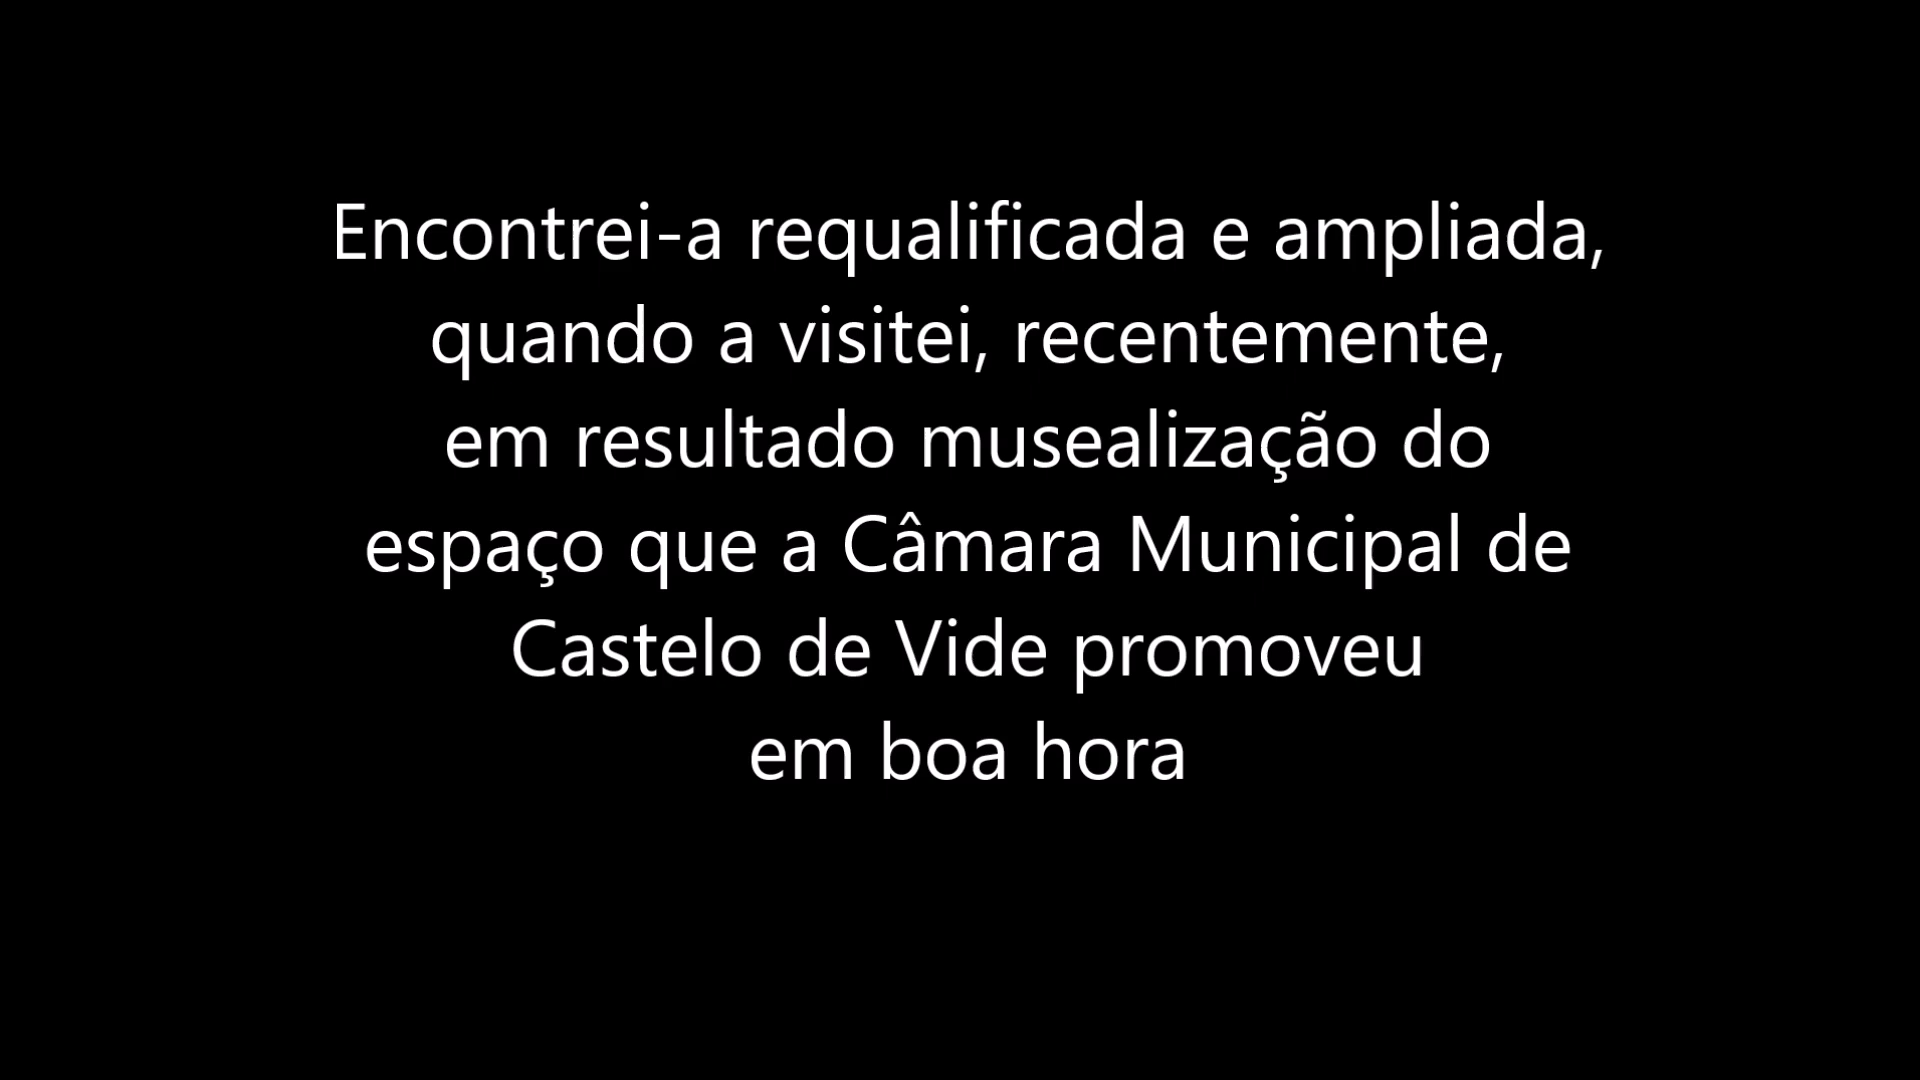 Encontrei-a requalificada e ampliada,
quando a visitei, recentemente,
em resultado musealização do
espaço que a Câmara Municipal de
Castelo de Vide promoveu
em boa hora